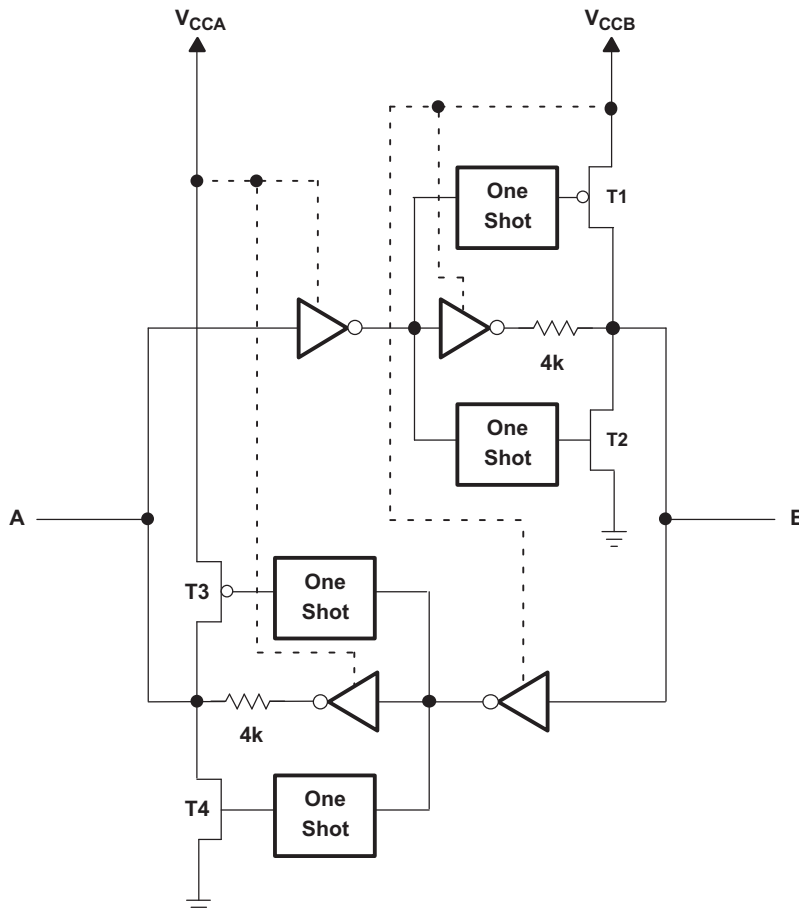 VCCA
VCCB
One
Shot
T1
4k
One
Shot
T2
A
B
T3
One
Shot
4k
T4
One
Shot